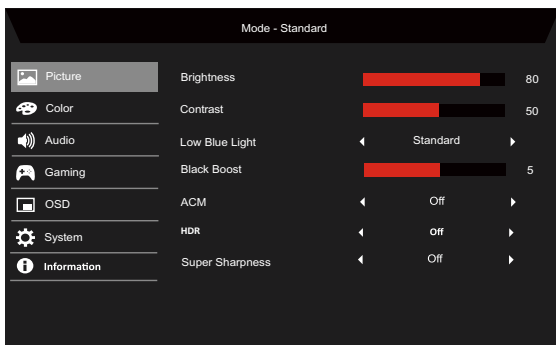 Mode - Standard
Picture
Color
Audio
Gaming
OSD
System
Information
Brightness 80
Contrast 50
Low Blue Light Standard
Black Boost 5
ACM Off
HDR Off
Super Sharpness Off